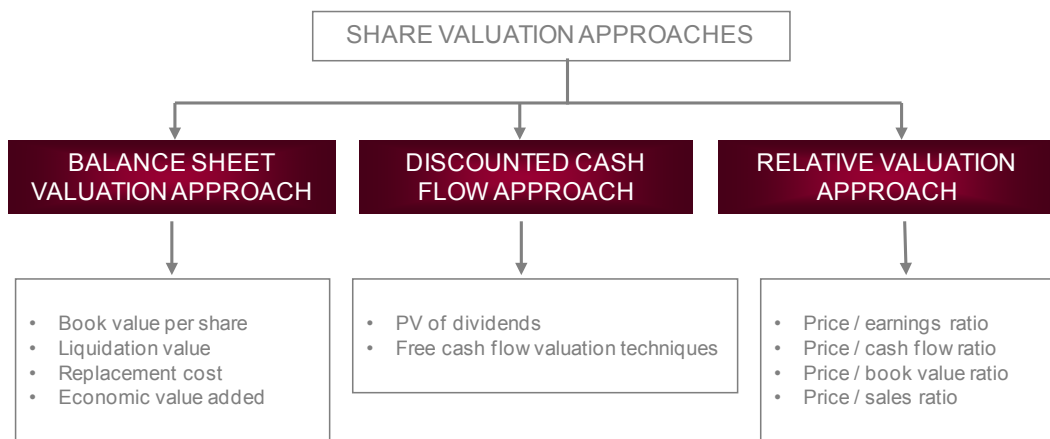 SHARE VALUATION APPROACHES
BALANCE SHEET
VALUATION APPROACH
• Book value per share
• Liquidation value
• Replacement cost
• Economic value added
DISCOUNTED CASH
FLOW APPROACH
• PV of dividends
• Free cash flow valuation techniques
RELATIVE VALUATION
APPROACH
• Price / earnings ratio
• Price / cash flow ratio
• Price / book value ratio
• Price / sales ratio